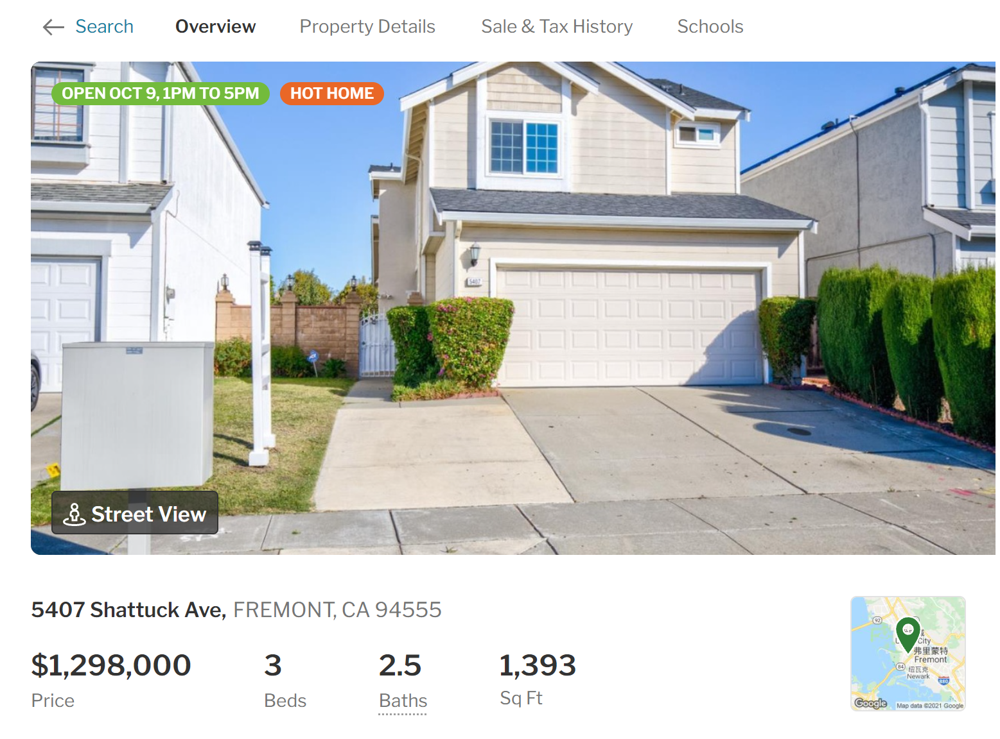 Search Overview Property Details Sale & Tax History Schools
OPEN OCT 9, 1PM TO 5PM HOT HOME
5407
Street View
5407 Shattuck Ave, FREMONT, CA 94555
$1,298,000 3 2.5 1,393
Price Beds Baths Sq Ft
92
City
弗里蒙特
Fremont
84
纽瓦克
Newark
880
Google Map data ©2021 Google